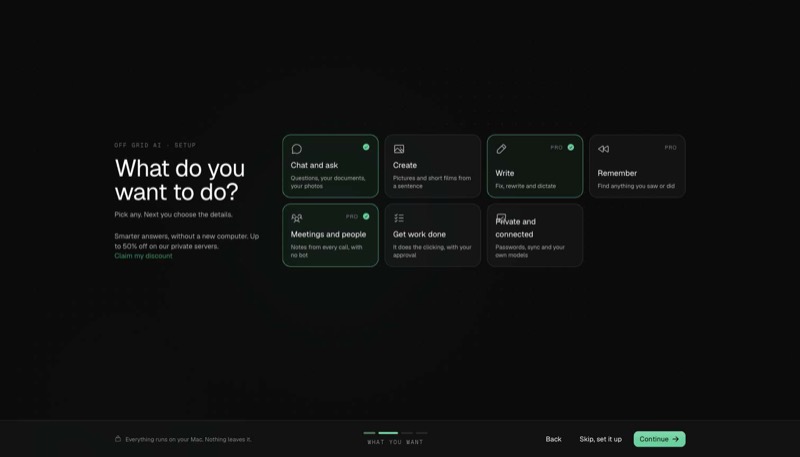 OFF GRID AI · SETUP
What do you
want to do?
Pick any. Next you choose the details.
Smarter answers, without a new computer. Up
to 50% off on our private servers.
Claim my discount
Chat and ask
Questions, your documents,
your photos
Create
Pictures and short films from
a sentence
PRO
Write
Fix, rewrite and dictate
PRO
Remember
Find anything you saw or did
PRO
Meetings and people
Notes from every call, with
no bot
Get work done
It does the clicking, with your
approval
Private and
connected
Passwords, sync and your
own models
Everything runs on your Mac. Nothing leaves it.
WHAT YOU WANT
Back
Skip, set it up
Continue →